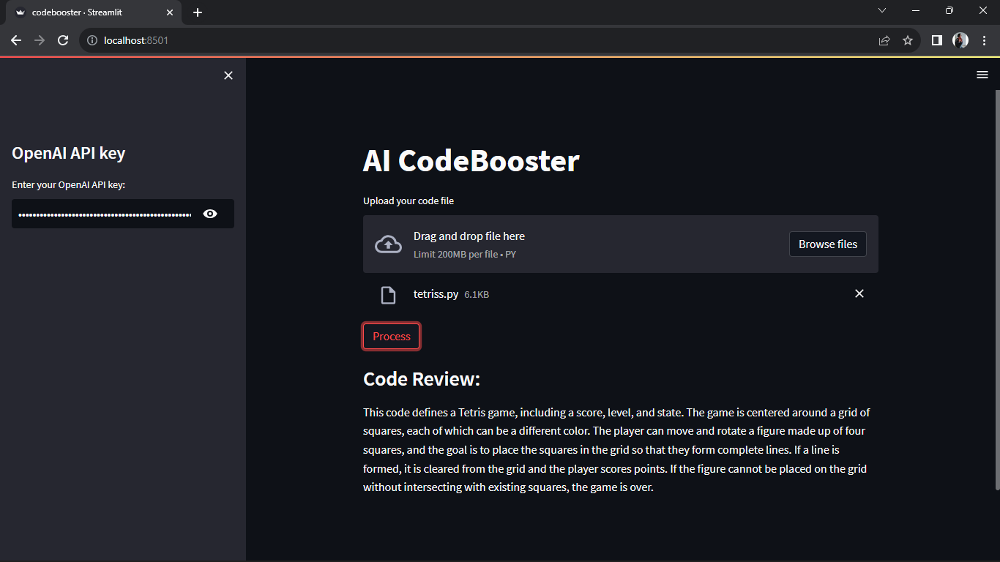 codebooster · Streamlit
localhost:8501
OpenAI API key
Enter your OpenAI API key:
••••••••••••••••••••••••••••••••••••••••••••••••••
AI CodeBooster
Upload your code file
Drag and drop file here
Limit 200MB per file • PY
Browse files
tetriss.py 6.1KB
Process
Code Review:
This code defines a Tetris game, including a score, level, and state. The game is centered around a grid of
squares, each of which can be a different color. The player can move and rotate a figure made up of four
squares, and the goal is to place the squares in the grid so that they form complete lines. If a line is
formed, it is cleared from the grid and the player scores points. If the figure cannot be placed on the grid
without intersecting with existing squares, the game is over.